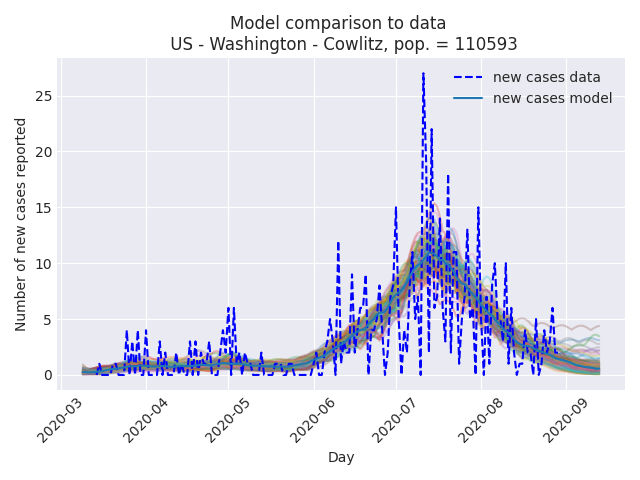 Model comparison to data
US - Washington - Cowlitz, pop. = 110593
new cases data
new cases model
Number of new cases reported
25
20
15
10
5
0
2020-03
2020-04
2020-05
2020-06
2020-07
2020-08
2020-09
Day